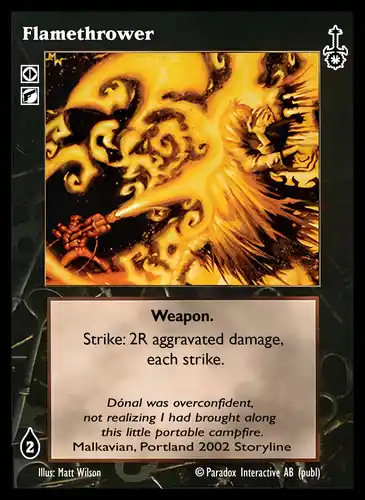 Flamethrower
Weapon.
Strike: 2R aggravated damage,
each strike.
Dónal was overconfident,
not realizing I had brought along
this little portable campfire.
Malkavian, Portland 2002 Storyline
2
Illus: Matt Wilson
© Paradox Interactive AB (publ)